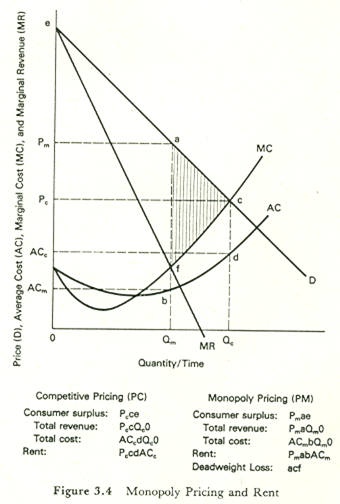 e
Price (D), Average Cost (AC), Marginal Cost (MC), and Marginal Revenue (MR)
Pm
a
MC
Pc
c
AC
ACc
d
D
f
ACm
b
0
Qm
MR
Qc
Quantity/Time
Competitive Pricing (PC)
Consumer surplus: Pcce
Total revenue: PccQc0
Total cost: ACcdQc0
Rent: PccdACc
Monopoly Pricing (PM)
Consumer surplus: Pmae
Total revenue: PmaQm0
Total cost: ACmbQm0
Rent: PmabACm
Deadweight Loss: acf
Figure 3.4 Monopoly Pricing and Rent